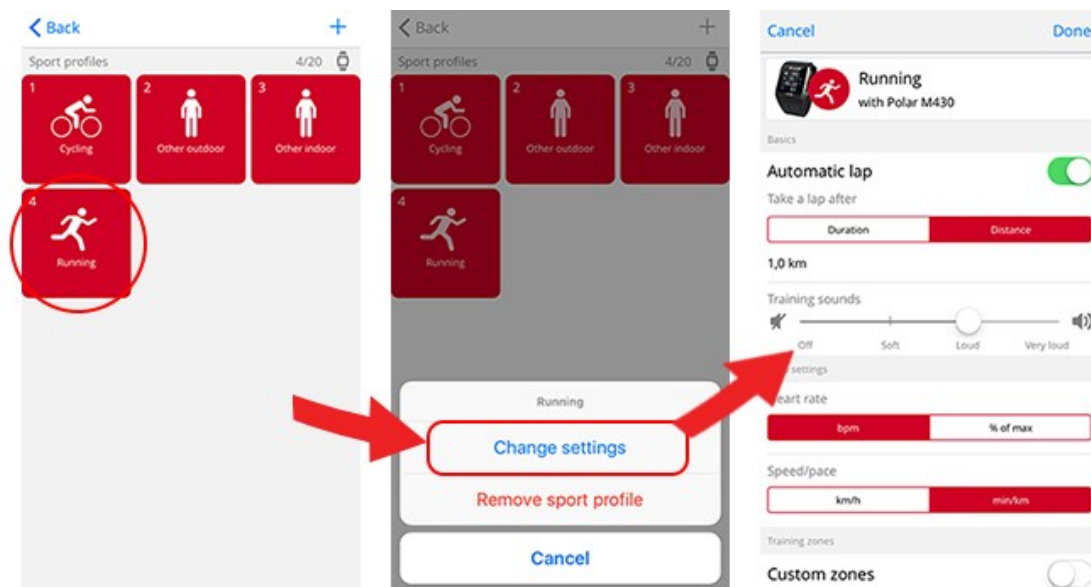 Back
+
Sport profiles 4/20
1
Cycling
2
Other outdoor
3
Other indoor
4
Running
Back
+
Sport profiles 4/20
1
Cycling
2
Other outdoor
3
Other indoor
4
Running
Running
Change settings
Remove sport profile
Cancel
Cancel Done
Running
with Polar M430
Basics
Automatic lap
Take a lap after
Duration Distance
1,0 km
Training sounds
Off Soft Loud Very loud
settings
eart rate
bpm % of max
Speed/pace
km/h min/km
Training zones
Custom zones